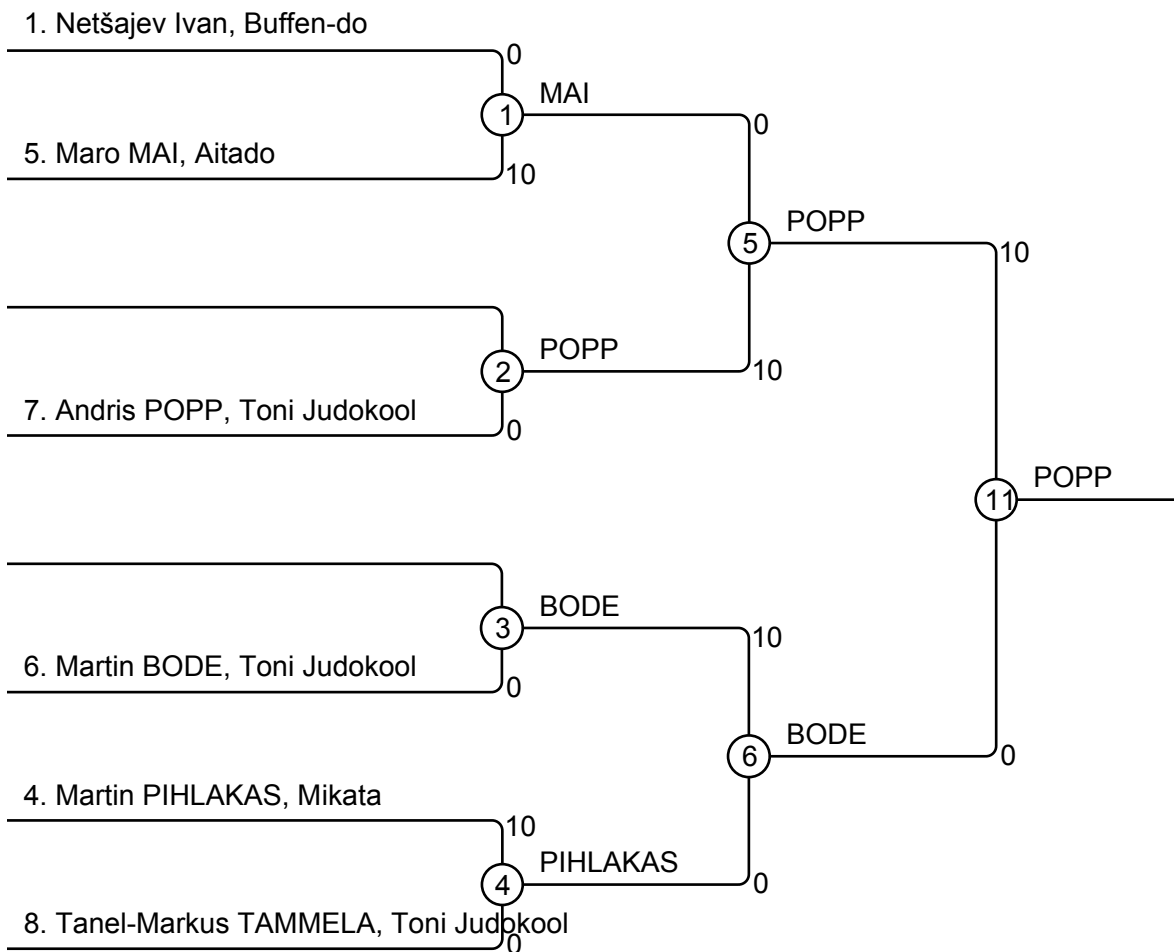 1. Netšajev Ivan, Buffen-do
0
1
MAI
5. Maro MAI, Aitado
10
0
5
POPP
10
2
POPP
10
7. Andris POPP, Toni Judokool
0
11
POPP
3
BODE
10
6. Martin BODE, Toni Judokool
0
6
BODE
0
4. Martin PIHLAKAS, Mikata
10
4
PIHLAKAS
0
8. Tanel-Markus TAMMELA, Toni Judokool
0